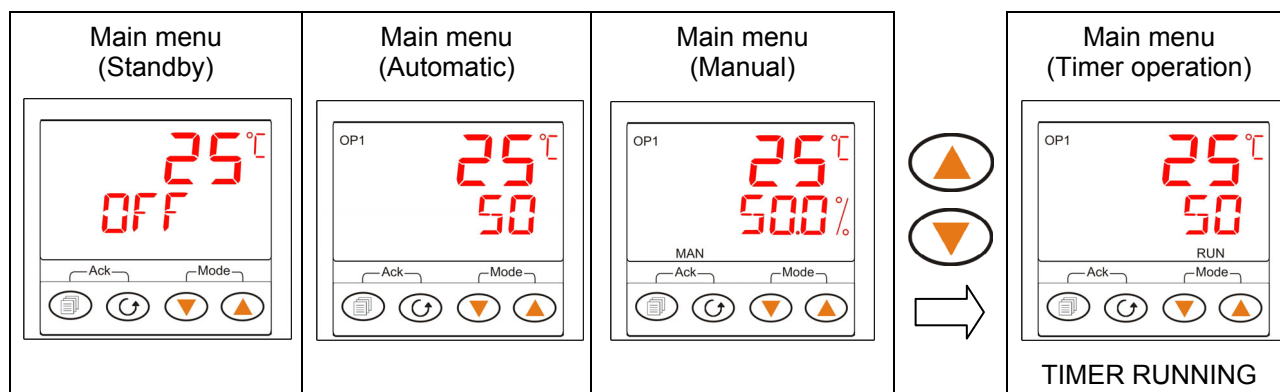 Main menu
(Standby)
25°C
OFF
Ack
Mode
Main menu
(Automatic)
OP1
25°C
50
Ack
Mode
Main menu
(Manual)
OP1
25°C
50.0%
MAN
Ack
Mode
Main menu
(Timer operation)
OP1
25°C
50
RUN
Ack
Mode
TIMER RUNNING